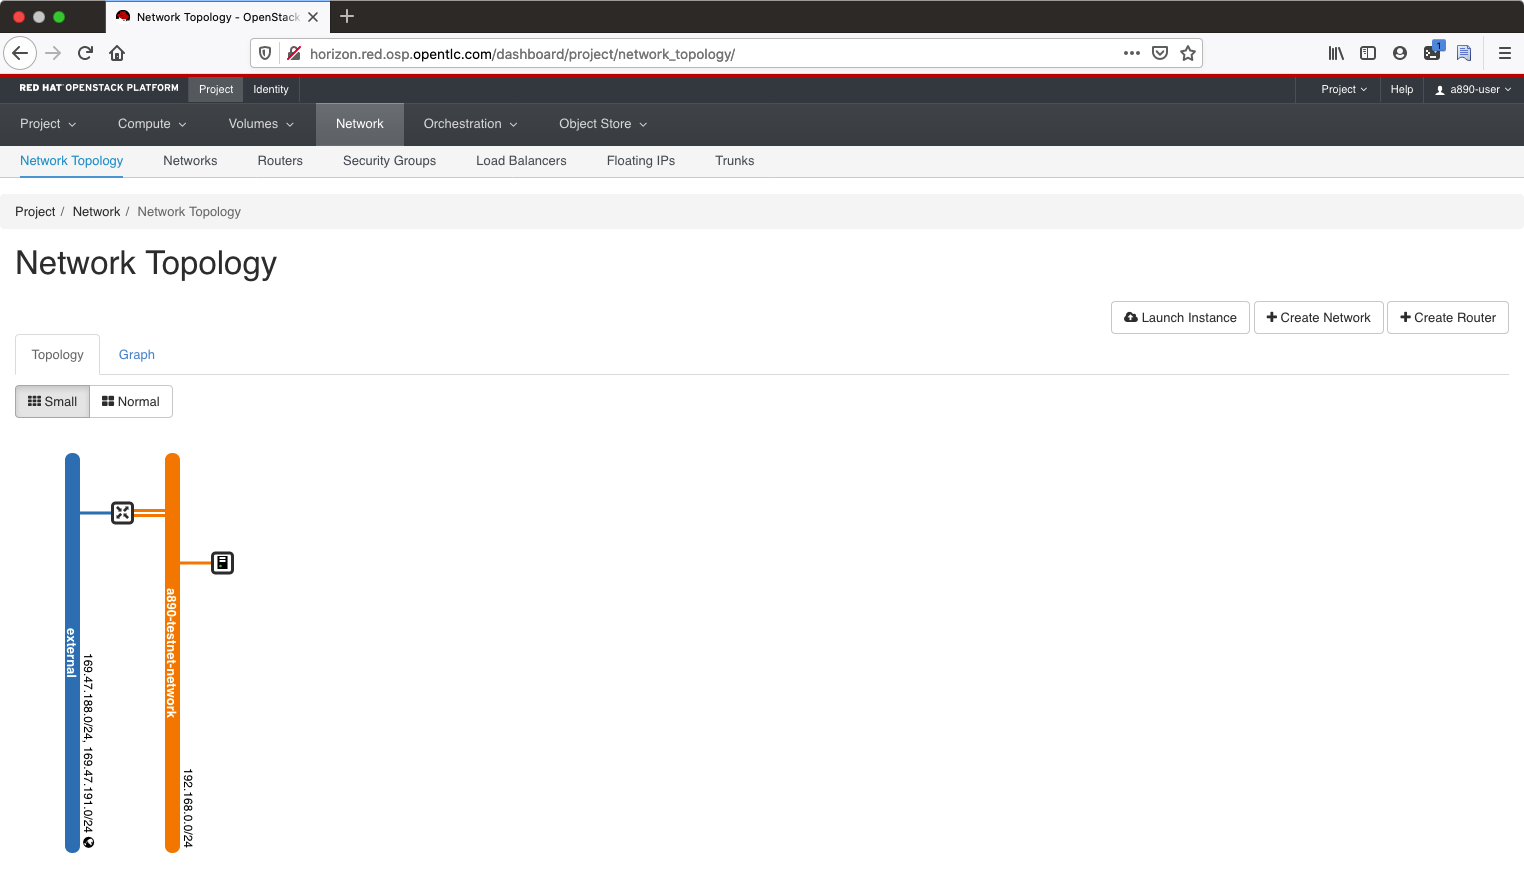 Network Topology - OpenStack
horizon.red.osp.opentlc.com/dashboard/project/network_topology/
1
RED HAT OPENSTACK PLATFORM Project Identity Project Help a890-user
Project Compute Volumes Network Orchestration Object Store
Network Topology Networks Routers Security Groups Load Balancers Floating IPs Trunks
Project / Network / Network Topology
Network Topology
Launch Instance Create Network Create Router
Topology Graph
Small Normal
external
169.47.188.0/24, 169.47.191.0/24
a890-testnet-network
192.168.0.0/24